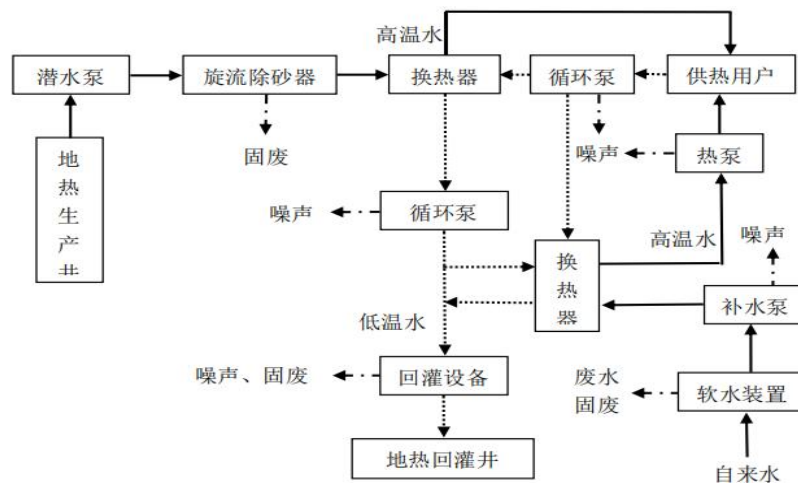 高温水
潜水泵
旋流除砂器
换热器
循环泵
供热用户
固废
噪声
热泵
地热生产井
噪声
循环泵
高温水
噪声
换热器
补水泵
低温水
噪声、固废
回灌设备
废水
固废
软水装置
地热回灌井
自来水